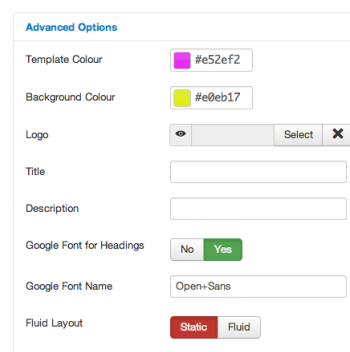 Advanced Options
Template Colour #e52ef2
Background Colour #e0eb17
Logo Select
Title
Description
Google Font for Headings No Yes
Google Font Name Open+Sans
Fluid Layout Static Fluid